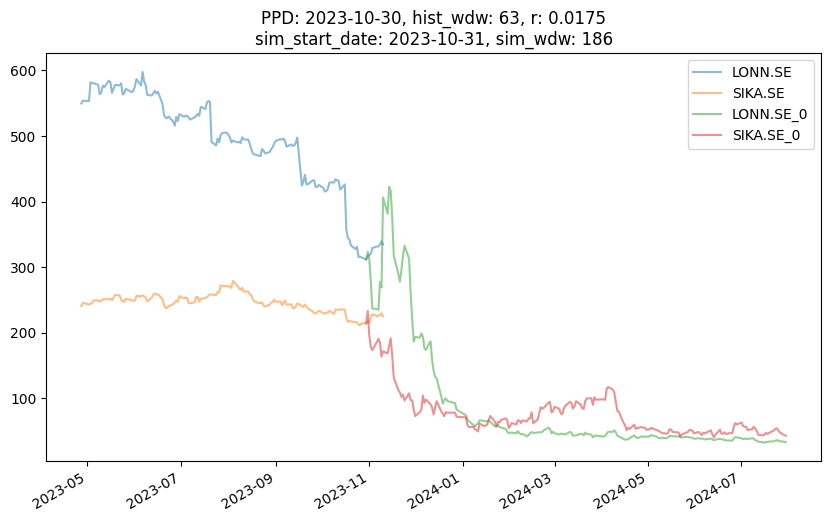 PPD: 2023-10-30, hist_wdw: 63, r: 0.0175
sim_start_date: 2023-10-31, sim_wdw: 186
LONN.SE
SIKA.SE
LONN.SE_0
SIKA.SE_0
600
500
400
300
200
100
2023-05
2023-07
2023-09
2023-11
2024-01
2024-03
2024-05
2024-07